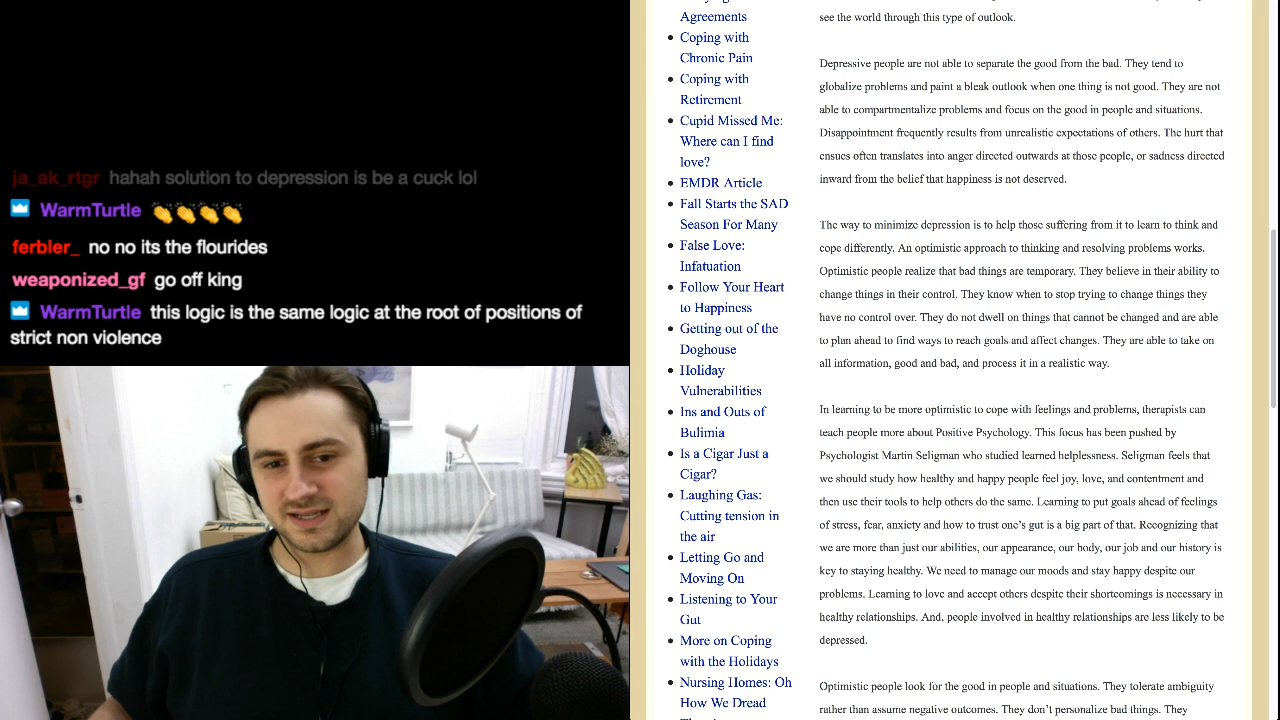 ja_ak_rtgr hahah solution to depression is be a cuck lol
WarmTurtle 👏👏👏👏
ferbler_ no no its the flourides
weaponized_gf go off king
WarmTurtle this logic is the same logic at the root of positions of
strict non violence
Agreements
Coping with
Chronic Pain
Coping with
Retirement
Cupid Missed Me:
Where can I find
love?
EMDR Article
Fall Starts the SAD
Season For Many
False Love:
Infatuation
Follow Your Heart
to Happiness
Getting out of the
Doghouse
Holiday
Vulnerabilities
Ins and Outs of
Bulimia
Is a Cigar Just a
Cigar?
Laughing Gas:
Cutting tension in
the air
Letting Go and
Moving On
Listening to Your
Gut
More on Coping
with the Holidays
Nursing Homes: Oh
How We Dread
see the world through this type of outlook.
Depressive people are not able to separate the good from the bad. They tend to
globalize problems and paint a bleak outlook when one thing is not good. They are not
able to compartmentalize problems and focus on the good in people and situations.
Disappointment frequently results from unrealistic expectations of others. The hurt that
ensues often translates into anger directed outwards at those people, or sadness directed
inward from the belief that happiness is not deserved.
The way to minimize depression is to help those suffering from it to learn to think and
cope differently. An optimistic approach to thinking and resolving problems works.
Optimistic people realize that bad things are temporary. They believe in their ability to
change things in their control. They know when to stop trying to change things they
have no control over. They do not dwell on things that cannot be changed and are able
to plan ahead to find ways to reach goals and affect changes. They are able to take on
all information, good and bad, and process it in a realistic way.
In learning to be more optimistic to cope with feelings and problems, therapists can
teach people more about Positive Psychology. This focus has been pushed by
Psychologist Martin Seligman who studied learned helplessness. Seligman feels that
we should study how healthy and happy people feel joy, love, and contentment and
then use their tools to help others do the same. Learning to put goals ahead of feelings
of stress, fear, anxiety and how to trust one's gut is a big part of that. Recognizing that
we are more than just our abilities, our appearance, our body, our job and our history is
key to staying healthy. We need to manage our moods and stay happy despite our
problems. Learning to love and accept others despite their shortcomings is necessary in
healthy relationships. And, people involved in healthy relationships are less likely to be
depressed.
Optimistic people look for the good in people and situations. They tolerate ambiguity
rather than assume negative outcomes. They don't personalize bad things. They